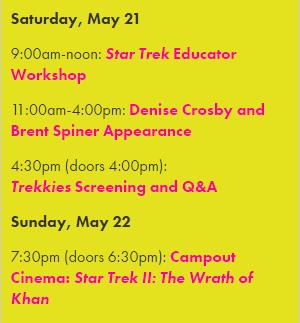 Saturday, May 21
9:00am-noon: Star Trek Educator
Workshop
11:00am-4:00pm: Denise Crosby and
Brent Spiner Appearance
4:30pm (doors 4:00pm):
Trekkies Screening and Q&A
Sunday, May 22
7:30pm (doors 6:30pm): Campout
Cinema: Star Trek II: The Wrath of
Khan